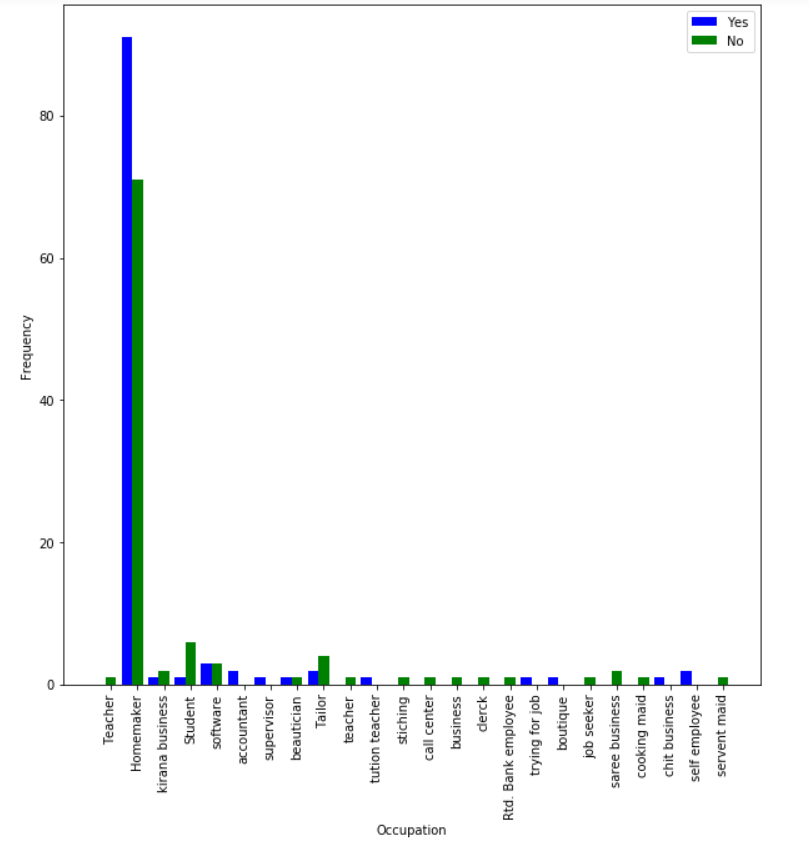 Yes
No
80
60
40
20
0
Frequency
Teacher
Homemaker
kirana business
Student
software
accountant
supervisor
beautician
Tailor
teacher
tution teacher
stiching
call center
business
clerck
Rtd. Bank employee
trying for job
boutique
job seeker
saree business
cooking maid
chit business
self employee
servent maid
Occupation